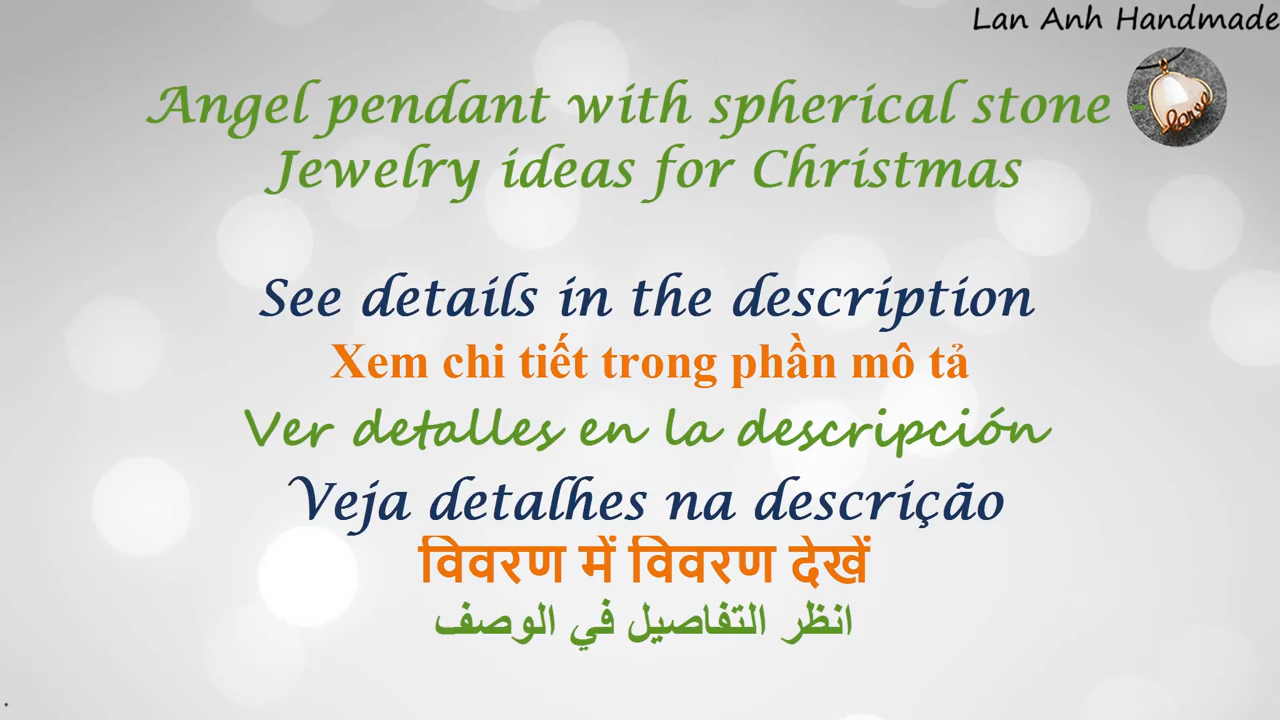 Lan Anh Handmade
Angel pendant with spherical stone -
Jewelry ideas for Christmas
love
See details in the description
Xem chi tiết trong phần mô tả
Ver detalles en la descripción
Veja detalhes na descrição
विवरण में विवरण देखें
انظر التفاصيل في الوصف